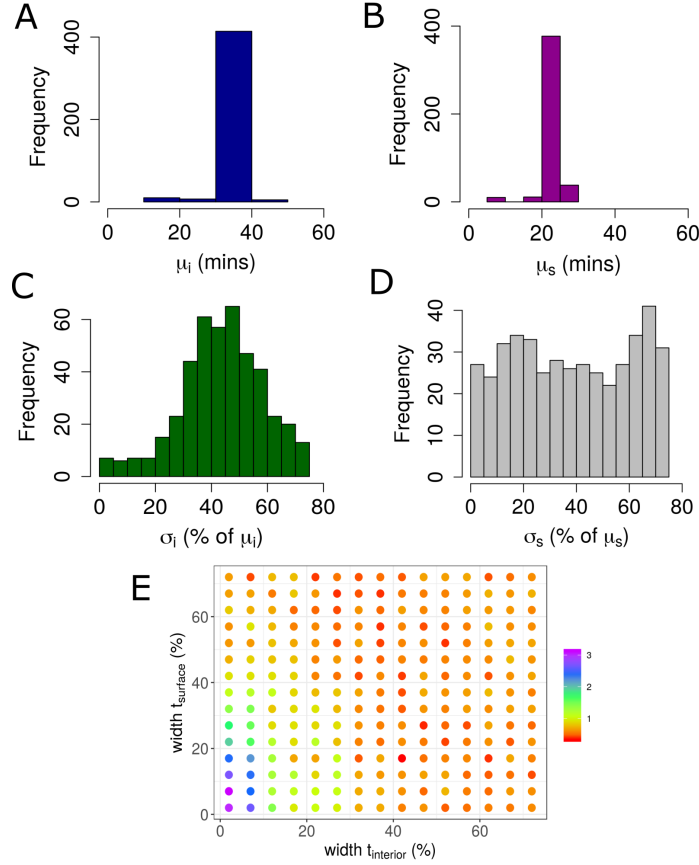 A
B
Frequency
0 200 400
0 20 40 60
μi (mins)
Frequency
0 200 400
0 20 40 60
μs (mins)
C
D
Frequency
0 20 40 60
0 20 40 60 80
σi (% of μi)
Frequency
0 10 20 30 40
0 20 40 60 80
σs (% of μs)
E
width tsurface (%)
0 20 40 60
0 20 40 60
width tinterior (%)
3
2
1